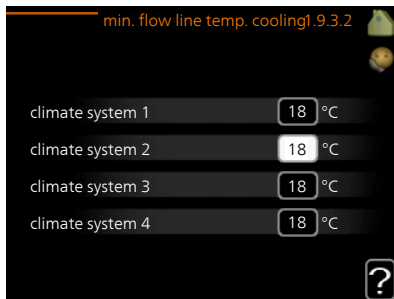 min. flow line temp. cooling1.9.3.2
climate system 1 18 °C
climate system 2 18 °C
climate system 3 18 °C
climate system 4 18 °C
?